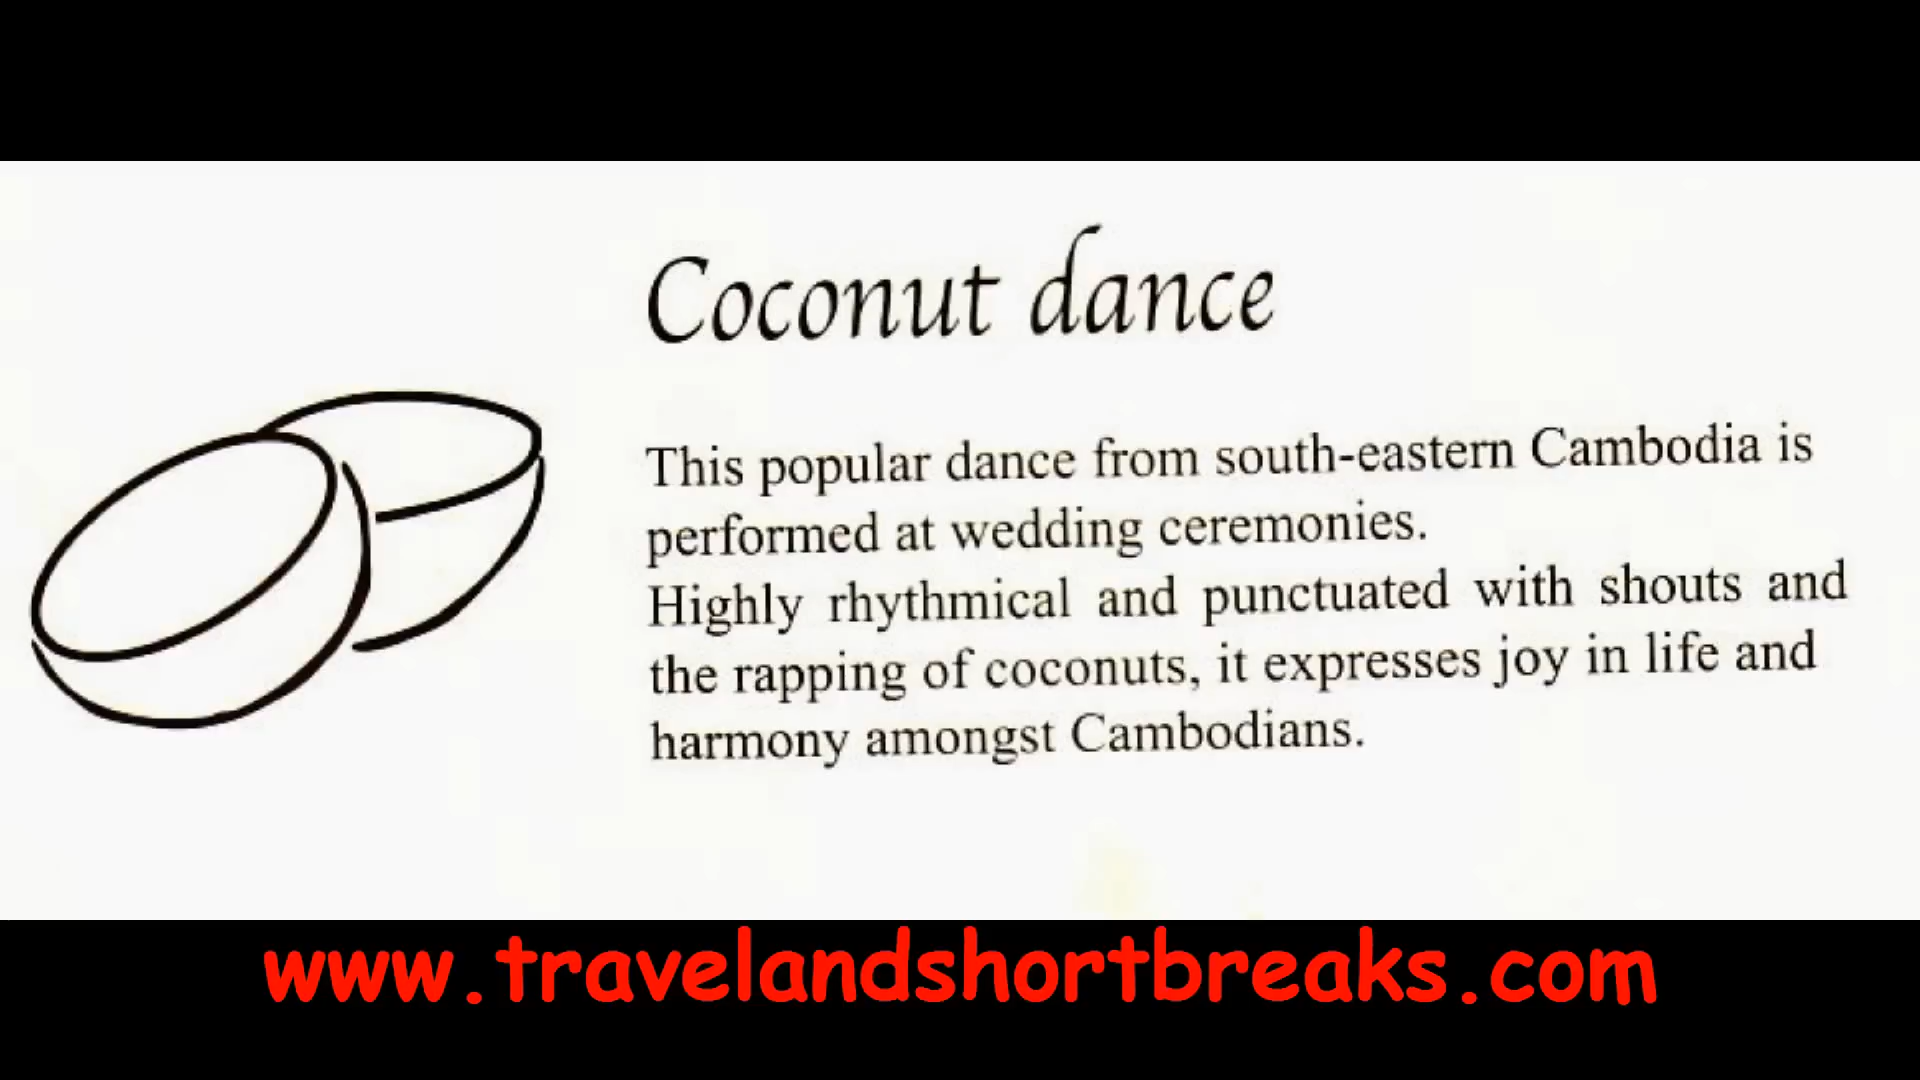 Coconut dance
This popular dance from south-eastern Cambodia is
performed at wedding ceremonies.
Highly rhythmical and punctuated with shouts and
the rapping of coconuts, it expresses joy in life and
harmony amongst Cambodians.
www.travelandshortbreaks.com